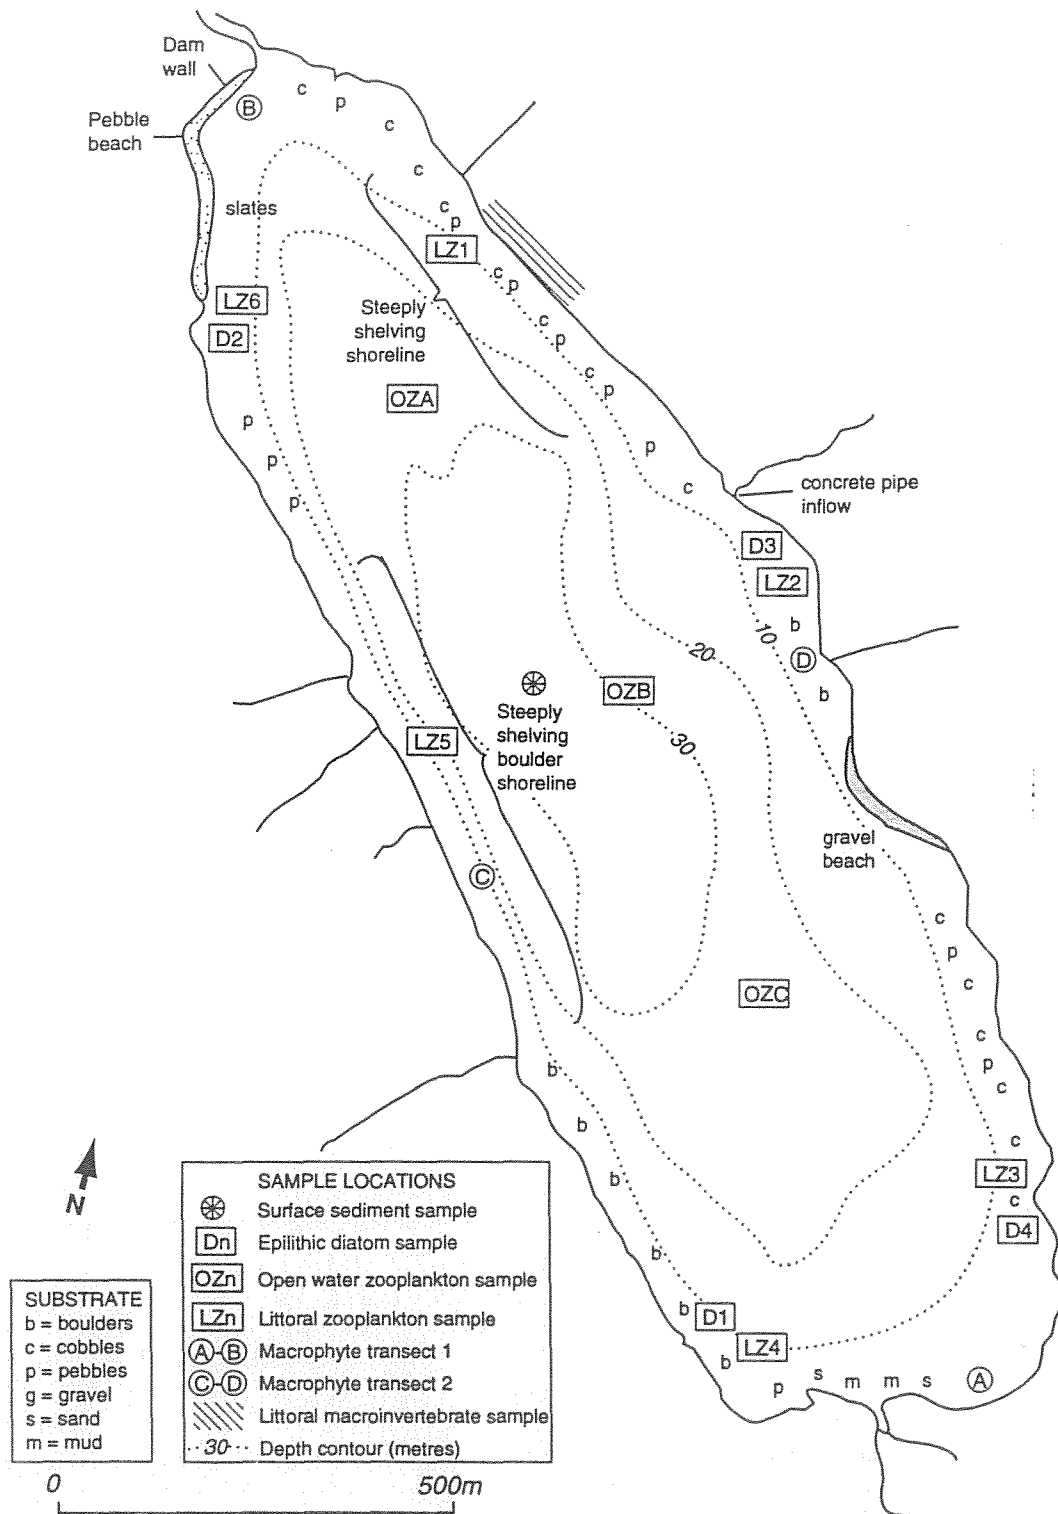 Dam
wall
Pebble
beach
B
c
p
c
c
c
p
slates
LZ1
c
p
LZ6
D2
Steeply
shelving
shoreline
c
p
c
p
OZA
p
p
p
p
c
concrete pipe
inflow
D3
LZ2
b
10
D
20
b
OZB
Steeply
shelving
boulder
shoreline
LZ5
30
gravel
beach
C
c
p
c
OZC
c
p
c
b
b
c
LZ3
c
D4
b
b
b
D1
LZ4
b
p
s
m
m
s
A
N
SAMPLE LOCATIONS
Surface sediment sample
Dn Epilithic diatom sample
OZn Open water zooplankton sample
LZn Littoral zooplankton sample
A-B Macrophyte transect 1
C-D Macrophyte transect 2
Littoral macroinvertebrate sample
30 Depth contour (metres)
SUBSTRATE
b = boulders
c = cobbles
p = pebbles
g = gravel
s = sand
m = mud
0 500m